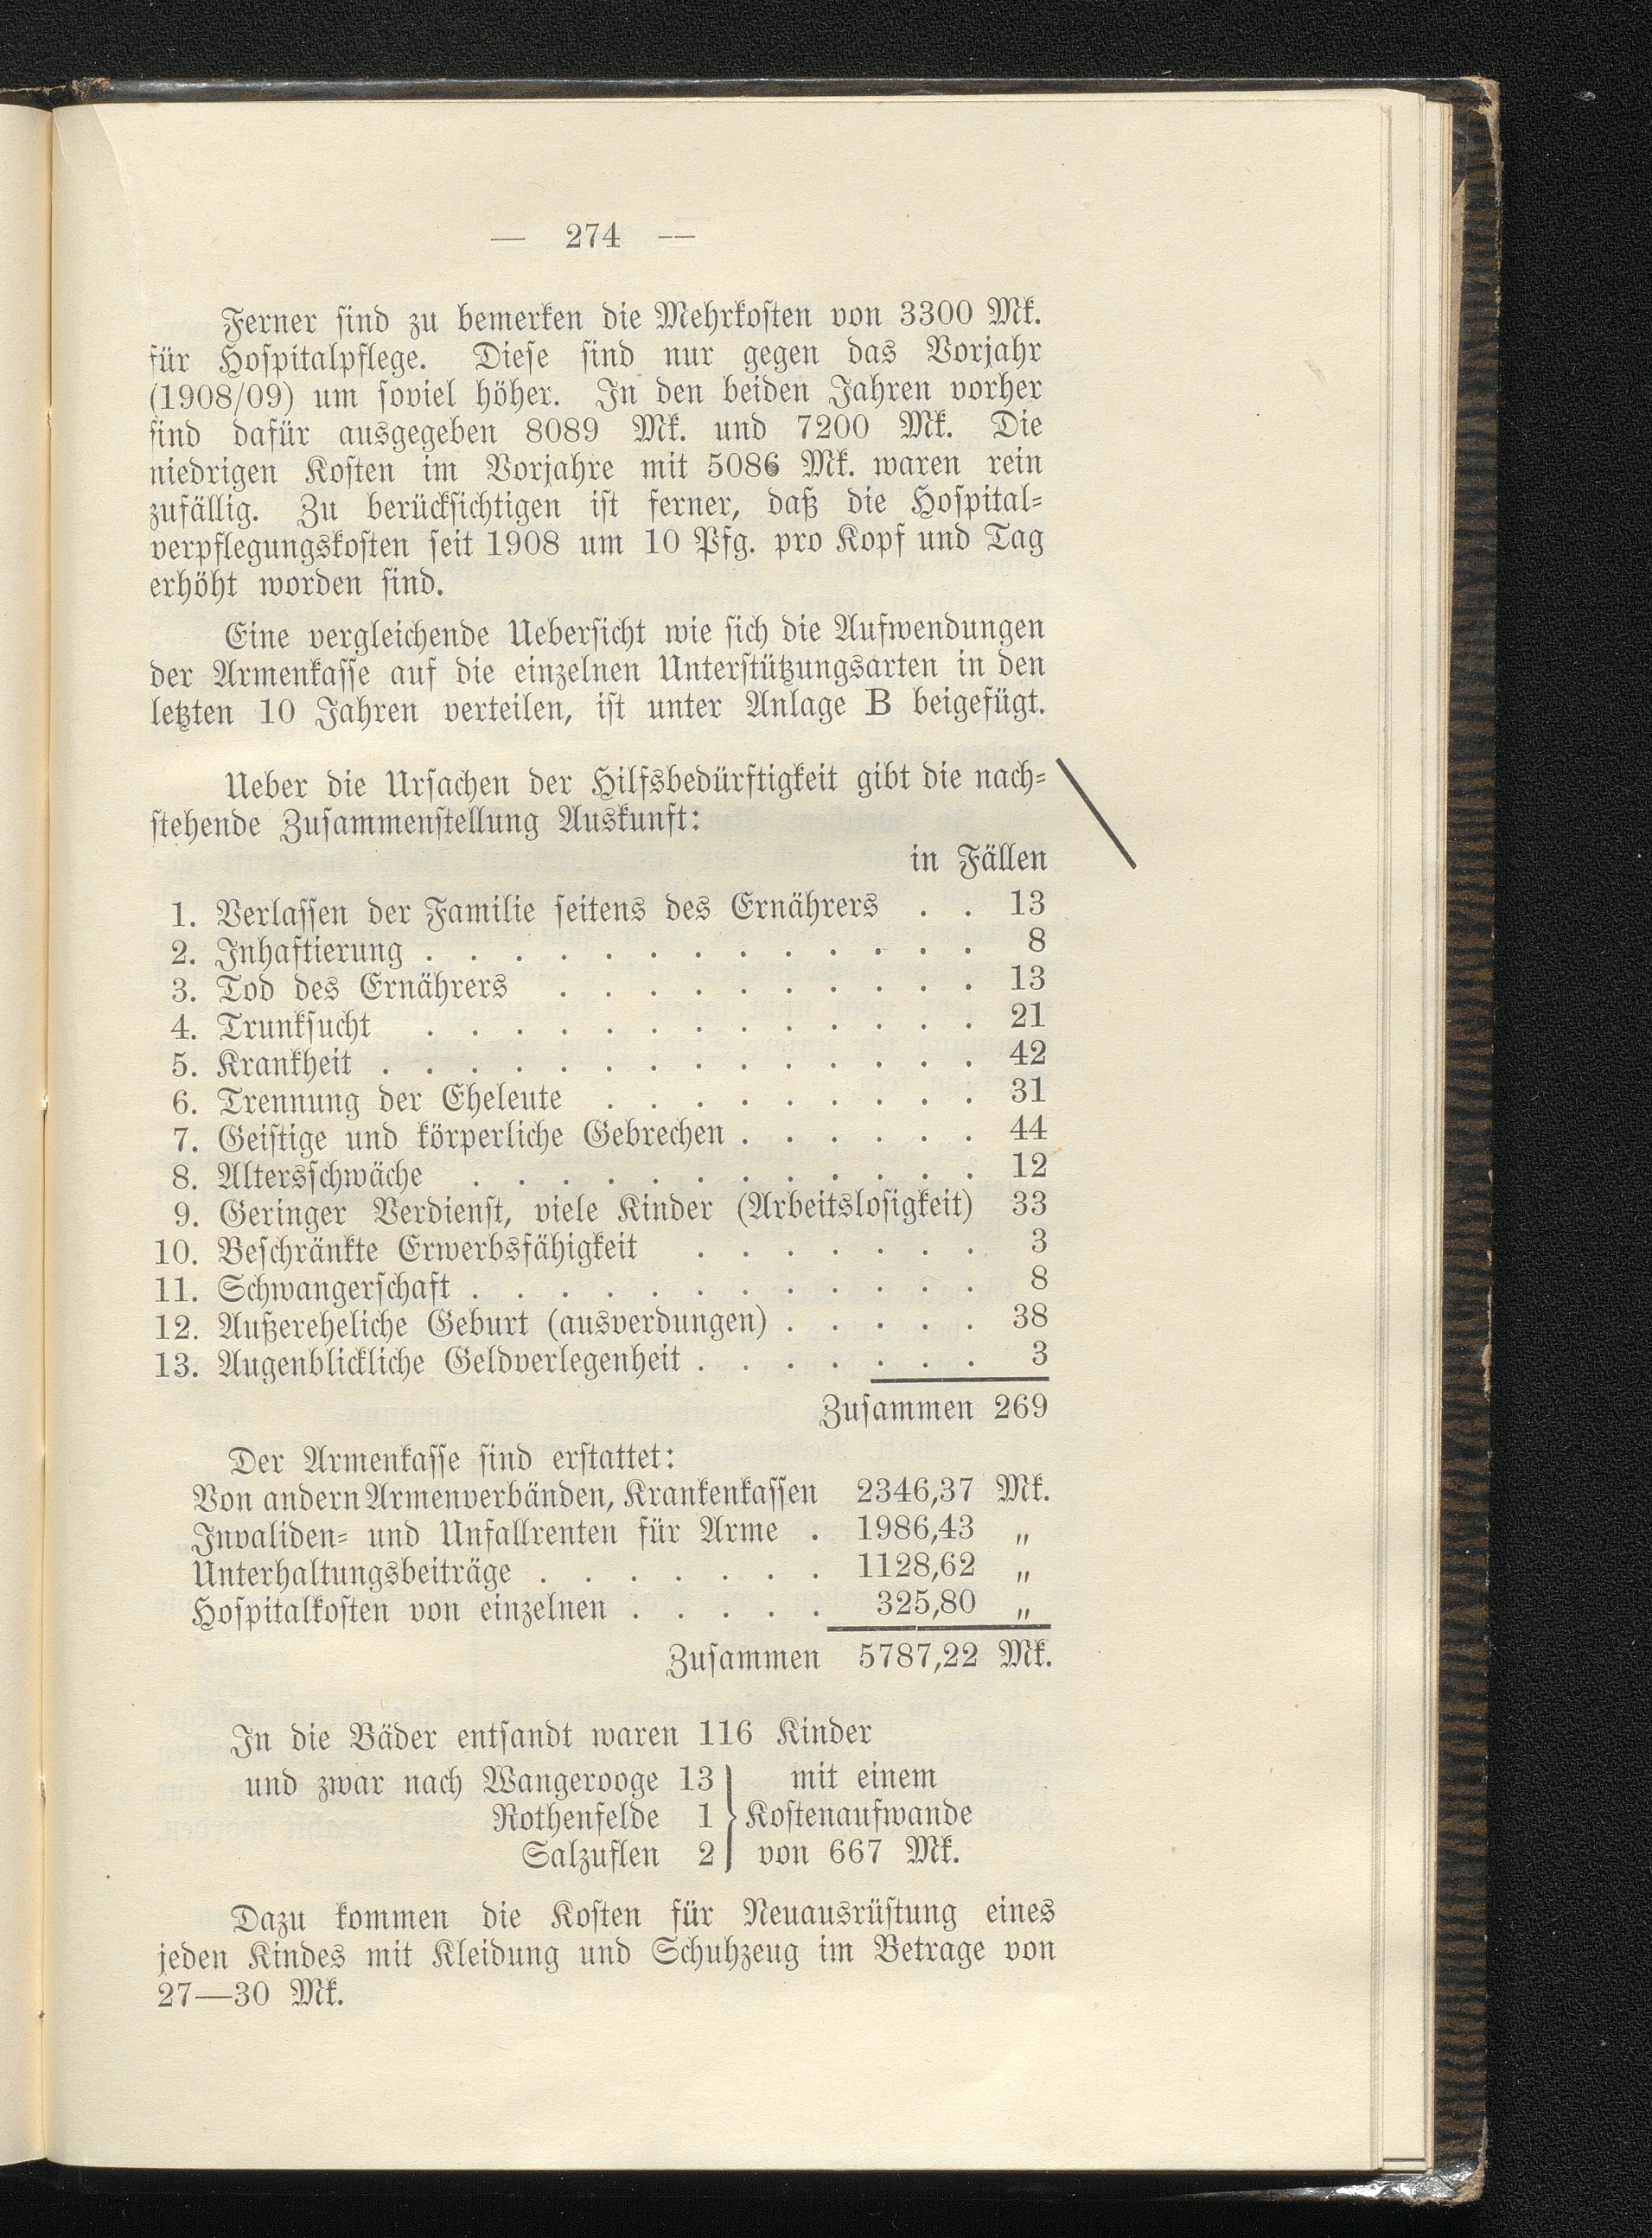 — 274 —
Ferner sind zu bemerken die Mehrkosten von 3300 Mk.
für Hospitalpflege. Diese sind nur gegen das Vorjahr
(1908/09) um soviel höher. In den beiden Jahren vorher
sind dafür ausgegeben 8089 Mk. und 7200 Mk. Die
niedrigen Kosten im Vorjahre mit 5086 Mk. waren rein
zufällig. Zu berücksichtigen ist ferner, daß die Hospital-
verpflegungskosten seit 1908 um 10 Pfg. pro Kopf und Tag
erhöht worden sind.
Eine vergleichende Uebersicht wie sich die Aufwendungen
der Armenkasse auf die einzelnen Unterstützungsarten in den
letzten 10 Jahren verteilen, ist unter Anlage B beigefügt.
Ueber die Ursachen der Hilfsbedürftigkeit gibt die nach-
stehende Zusammenstellung Auskunft:
in Fällen
1. Verlassen der Familie seitens des Ernährers . . 13
2. Inhaftierung . . . . . . . . . . . . . 8
3. Tod des Ernährers . . . . . . . . . . 13
4. Trunksucht . . . . . . . . . . . . . 21
5. Krankheit . . . . . . . . . . . . . . 42
6. Trennung der Eheleute . . . . . . . . . 31
7. Geistige und körperliche Gebrechen . . . . . . 44
8. Altersschwäche . . . . . . . . . . . . 12
9. Geringer Verdienst, viele Kinder (Arbeitslosigkeit) 33
10. Beschränkte Erwerbsfähigkeit . . . . . . . 3
11. Schwangerschaft . . . . . . . . . . . . 8
12. Außereheliche Geburt (ausverdungen) . . . . . 38
13. Augenblickliche Geldverlegenheit . . . . . . . 3
Zusammen 269
Der Armenkasse sind erstattet:
Von andern Armenverbänden, Krankenkassen 2346,37 Mk.
Invaliden- und Unfallrenten für Arme . 1986,43 „
Unterhaltungsbeiträge . . . . . . . 1128,62 „
Hospitalkosten von einzelnen . . . . . 325,80 „
Zusammen 5787,22 Mk.
In die Bäder entsandt waren 116 Kinder
und zwar nach Wangerooge 13 } mit einem
Rothenfelde 1 } Kostenaufwande
Salzuflen 2 } von 667 Mk.
Dazu kommen die Kosten für Neuausrüstung eines
jeden Kindes mit Kleidung und Schuhzeug im Betrage von
27—30 Mk.